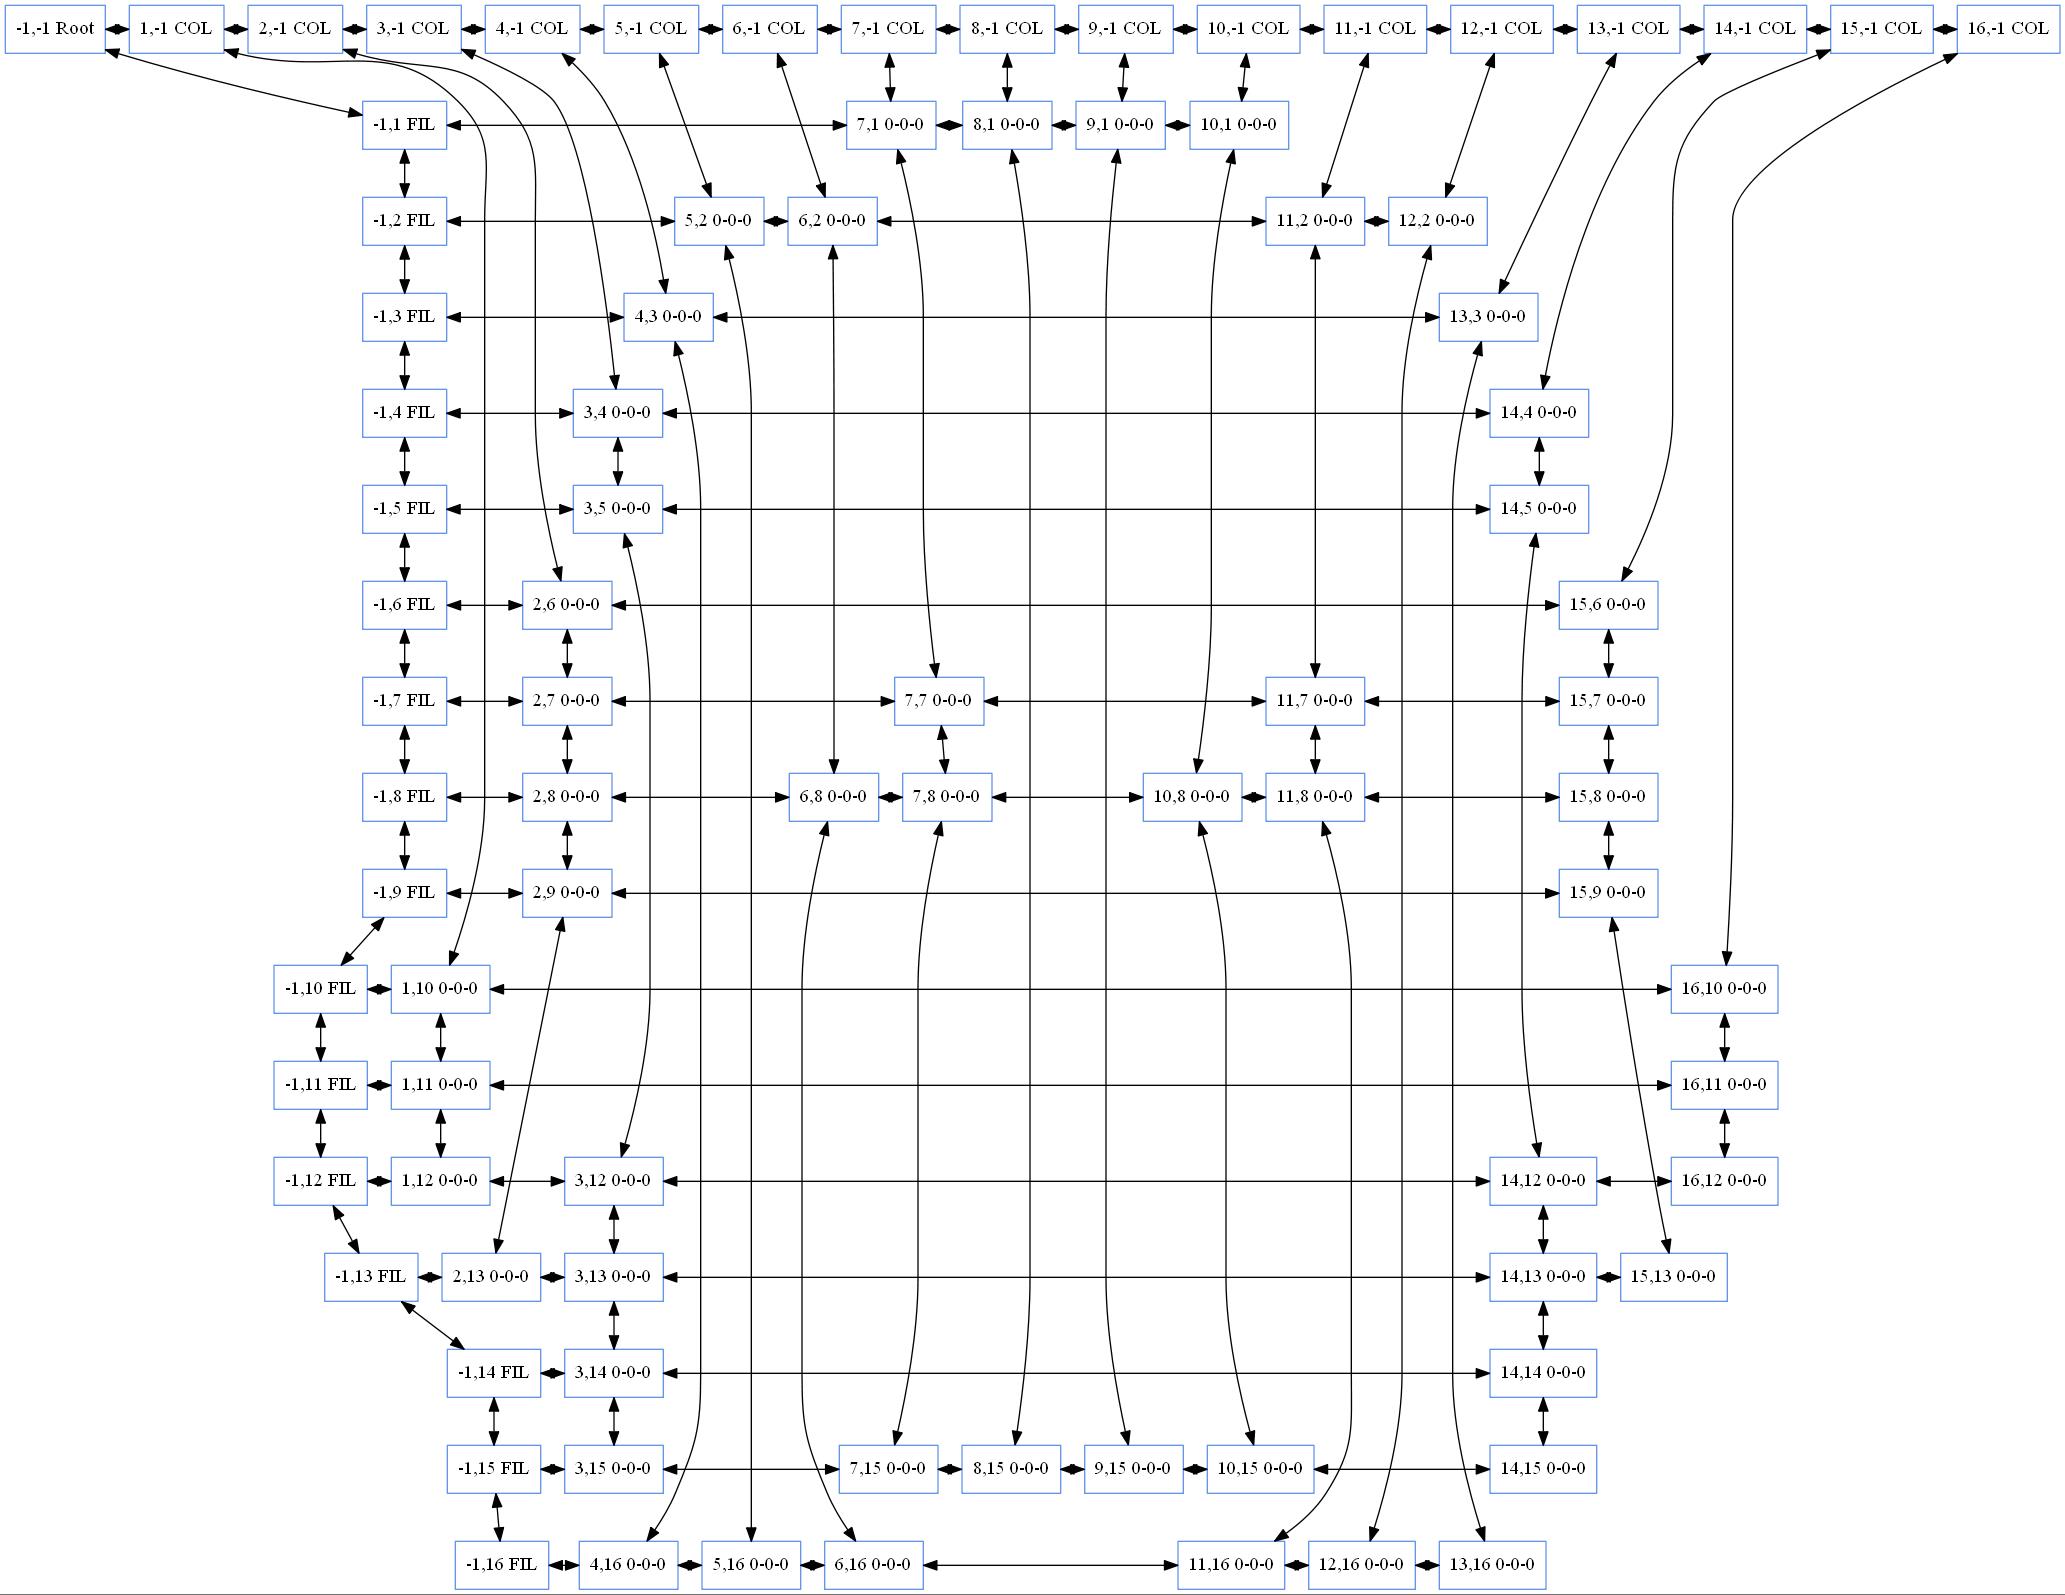 -1,-1 Root 1,-1 COL 2,-1 COL 3,-1 COL 4,-1 COL 5,-1 COL 6,-1 COL 7,-1 COL 8,-1 COL 9,-1 COL 10,-1 COL 11,-1 COL 12,-1 COL 13,-1 COL 14,-1 COL 15,-1 COL 16,-1 COL
-1,1 FIL 7,1 0-0-0 8,1 0-0-0 9,1 0-0-0 10,1 0-0-0
-1,2 FIL 5,2 0-0-0 6,2 0-0-0 11,2 0-0-0 12,2 0-0-0
-1,3 FIL 4,3 0-0-0 13,3 0-0-0
-1,4 FIL 3,4 0-0-0 14,4 0-0-0
-1,5 FIL 3,5 0-0-0 14,5 0-0-0
-1,6 FIL 2,6 0-0-0 15,6 0-0-0
-1,7 FIL 2,7 0-0-0 7,7 0-0-0 11,7 0-0-0 15,7 0-0-0
-1,8 FIL 2,8 0-0-0 6,8 0-0-0 7,8 0-0-0 10,8 0-0-0 11,8 0-0-0 15,8 0-0-0
-1,9 FIL 2,9 0-0-0 15,9 0-0-0
-1,10 FIL 1,10 0-0-0 16,10 0-0-0
-1,11 FIL 1,11 0-0-0 16,11 0-0-0
-1,12 FIL 1,12 0-0-0 3,12 0-0-0 14,12 0-0-0 16,12 0-0-0
-1,13 FIL 2,13 0-0-0 3,13 0-0-0 14,13 0-0-0 15,13 0-0-0
-1,14 FIL 3,14 0-0-0 14,14 0-0-0
-1,15 FIL 3,15 0-0-0 7,15 0-0-0 8,15 0-0-0 9,15 0-0-0 10,15 0-0-0 14,15 0-0-0
-1,16 FIL 4,16 0-0-0 5,16 0-0-0 6,16 0-0-0 11,16 0-0-0 12,16 0-0-0 13,16 0-0-0